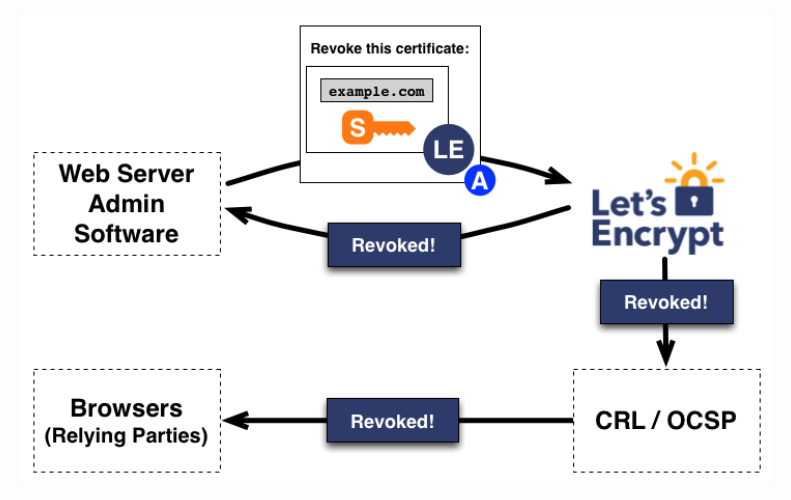 Revoke this certificate:
example.com
S
LE
A
Web Server
Admin
Software
Let's
Encrypt
Revoked!
Revoked!
Browsers
(Relying Parties)
Revoked!
CRL / OCSP